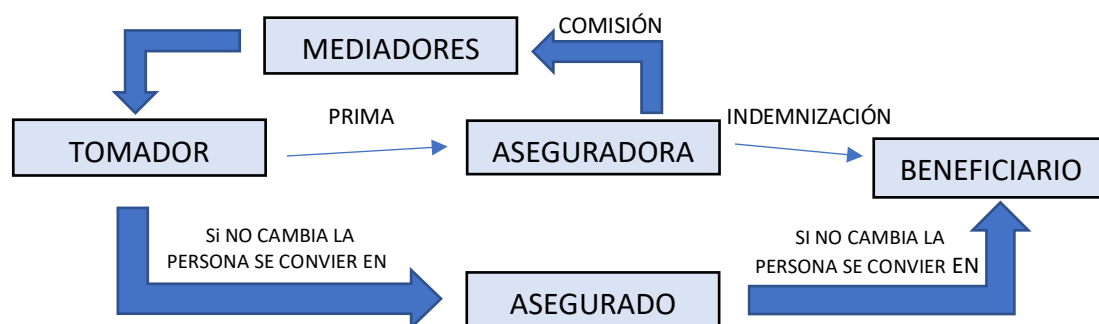 COMISIÓN
MEDIADORES
PRIMA
INDEMNIZACIÓN
TOMADOR
ASEGURADORA
BENEFICIARIO
Si NO CAMBIA LA
PERSONA SE CONVIER EN
SI NO CAMBIA LA
PERSONA SE CONVIER EN
ASEGURADO